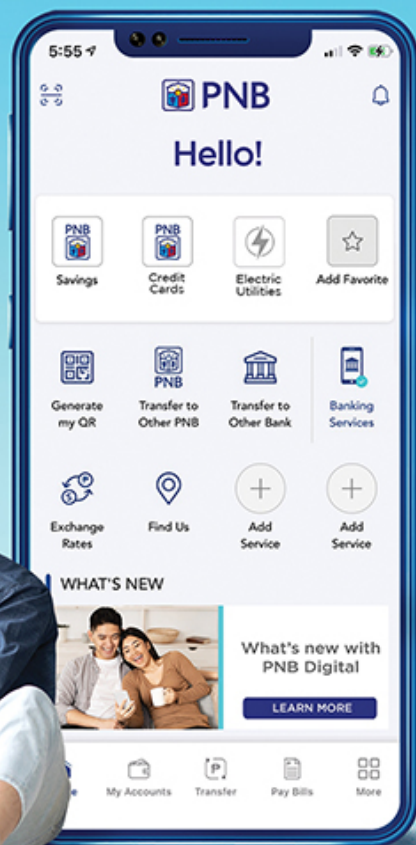 5:55
PNB
Hello!
PNB
Savings
PNB
Credit
Cards
Electric
Utilities
Add Favorite
Generate
my QR
PNB
Transfer to
Other PNB
Transfer to
Other Bank
Banking
Services
Exchange
Rates
Find Us
Add
Service
Add
Service
WHAT'S NEW
What's new with
PNB Digital
LEARN MORE
My Accounts
Transfer
Pay Bills
More